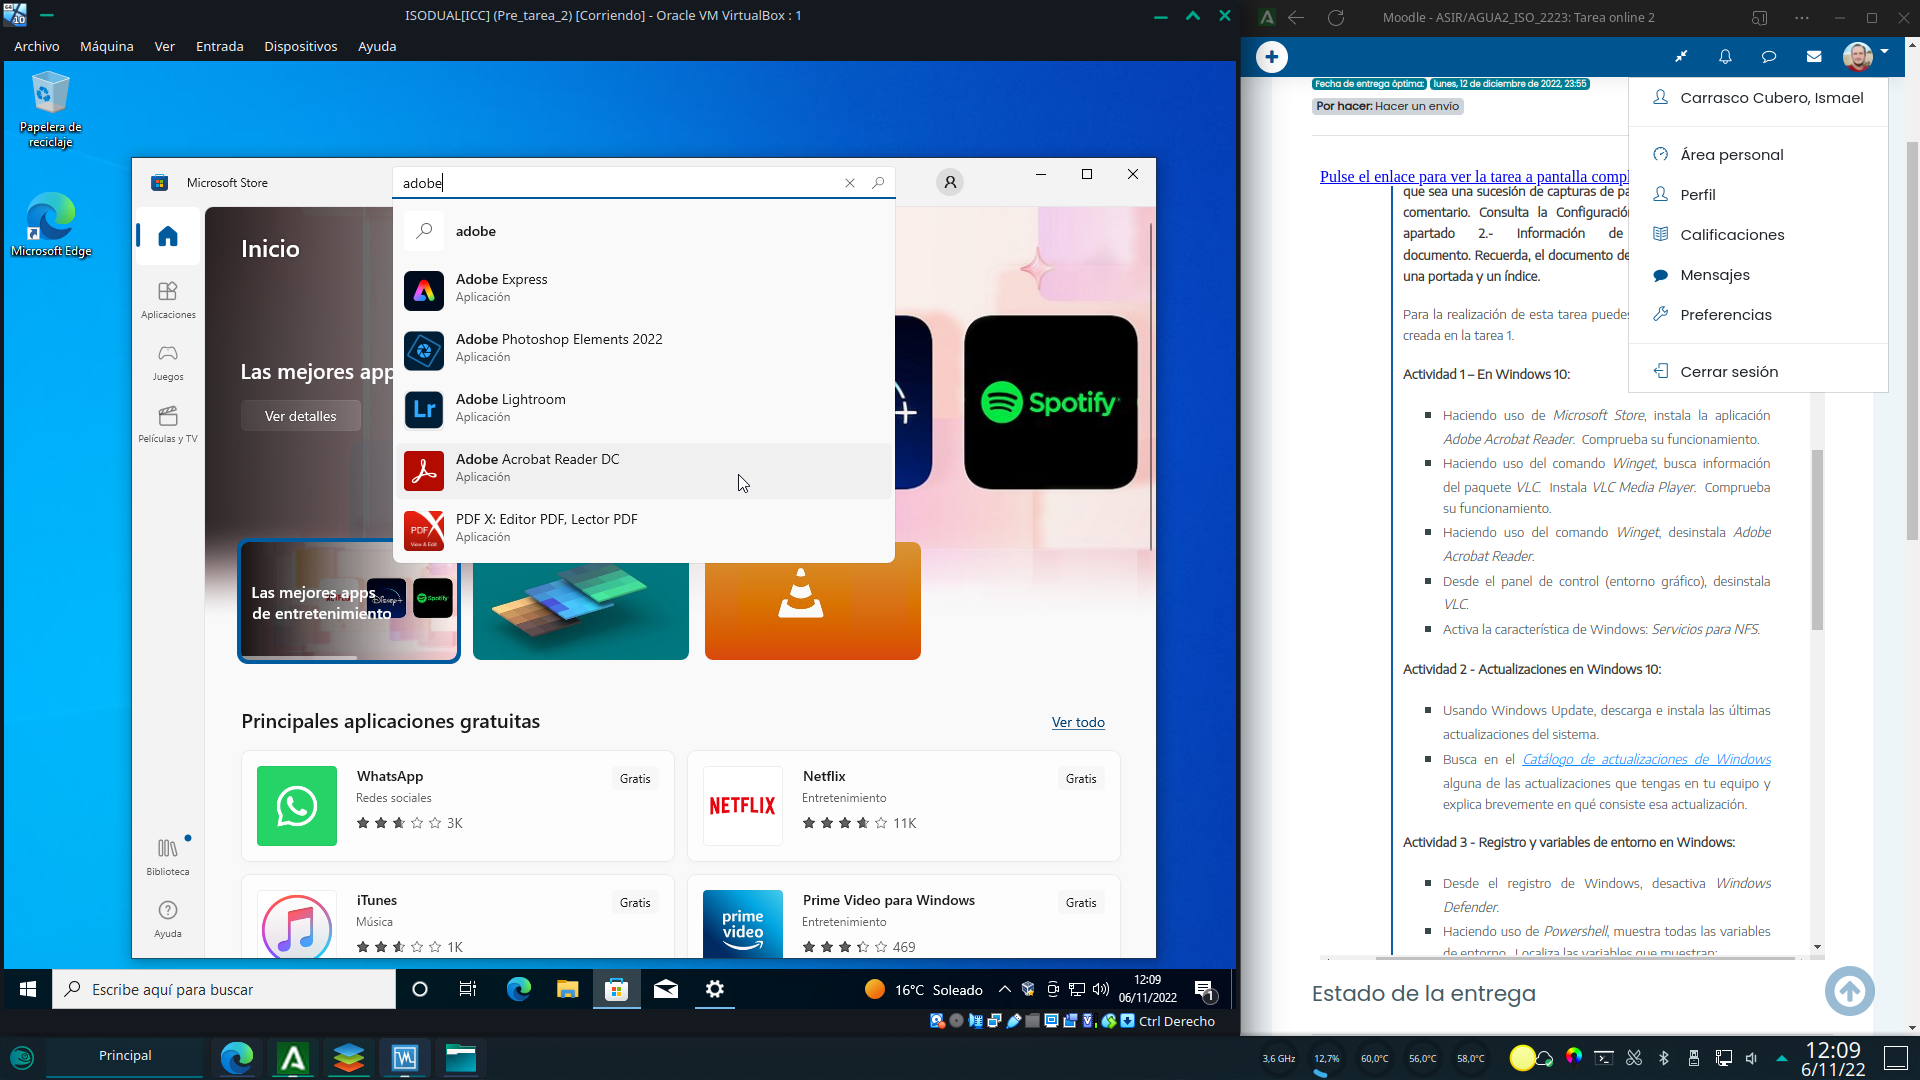 ISODUAL[ICC] (Pre_tarea_2) [Corriendo] - Oracle VM VirtualBox : 1
Archivo Máquina Ver Entrada Dispositivos Ayuda
Papelera de
reciclaje
Microsoft Edge
Microsoft Store
adobe
Inicio
Aplicaciones
Juegos
Películas y TV
Biblioteca
Ayuda
Las mejores app
Ver detalles
adobe
Adobe Express
Aplicación
Adobe Photoshop Elements 2022
Aplicación
Lr
Adobe Lightroom
Aplicación
Adobe Acrobat Reader DC
Aplicación
PDF X: Editor PDF, Lector PDF
Aplicación
Spotify
Las mejores apps
de entretenimiento
Disney+
Spotify
Principales aplicaciones gratuitas
Ver todo
WhatsApp
Redes sociales
3K
Gratis
NETFLIX
Netflix
Entretenimiento
11K
Gratis
iTunes
Música
1K
Gratis
prime
video
Prime Video para Windows
Entretenimiento
469
Gratis
Escribe aquí para buscar
16°C Soleado
12:09
06/11/2022
1
Ctrl Derecho
Moodle - ASIR/AGUA2_ISO_2223: Tarea online 2
Fecha de entrega óptima: lunes, 12 de diciembre de 2022, 23:55
Por hacer: Hacer un envío
Pulse el enlace para ver la tarea a pantalla compl
que sea una sucesión de capturas de pa
comentario. Consulta la Configuració
apartado 2.- Información de
documento. Recuerda, el documento de
una portada y un índice.
Para la realización de esta tarea puede
creada en la tarea 1.
Carrasco Cubero, Ismael
Área personal
Perfil
Calificaciones
Mensajes
Preferencias
Cerrar sesión
Actividad 1 – En Windows 10:
Haciendo uso de Microsoft Store, instala la aplicación
Adobe Acrobat Reader. Comprueba su funcionamiento.
Haciendo uso del comando Winget, busca información
del paquete VLC. Instala VLC Media Player. Comprueba
su funcionamiento.
Haciendo uso del comando Winget, desinstala Adobe
Acrobat Reader.
Desde el panel de control (entorno gráfico), desinstala
VLC.
Activa la característica de Windows: Servicios para NFS.
Actividad 2 - Actualizaciones en Windows 10:
Usando Windows Update, descarga e instala las últimas
actualizaciones del sistema.
Busca en el Catálogo de actualizaciones de Windows
alguna de las actualizaciones que tengas en tu equipo y
explica brevemente en qué consiste esa actualización.
Actividad 3 - Registro y variables de entorno en Windows:
Desde el registro de Windows, desactiva Windows
Defender.
Haciendo uso de Powershell, muestra todas las variables
de entorno. Localiza las variables que muestran:
Estado de la entrega
Principal
3,6 GHz
12,7%
60,0°C
56,0°C
58,0°C
12:09
6/11/22